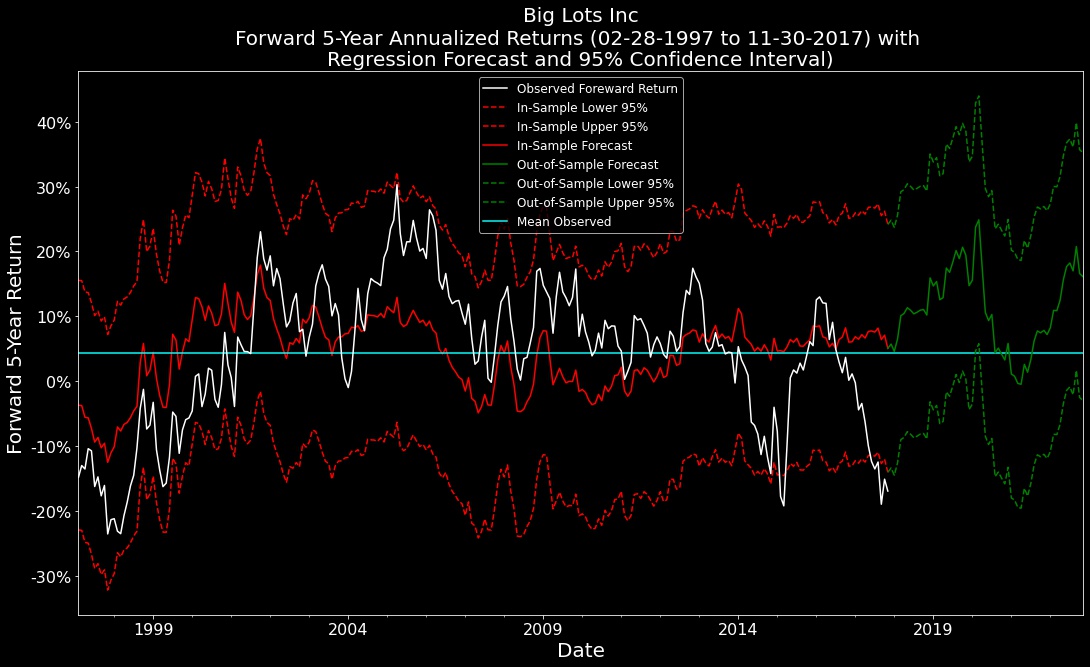 Big Lots Inc
Forward 5-Year Annualized Returns (02-28-1997 to 11-30-2017) with
Regression Forecast and 95% Confidence Interval)
Observed Foreward Return
In-Sample Lower 95%
In-Sample Upper 95%
In-Sample Forecast
Out-of-Sample Forecast
Out-of-Sample Lower 95%
Out-of-Sample Upper 95%
Mean Observed
Forward 5-Year Return
40%
30%
20%
10%
0%
-10%
-20%
-30%
1999 2004 2009 2014 2019
Date